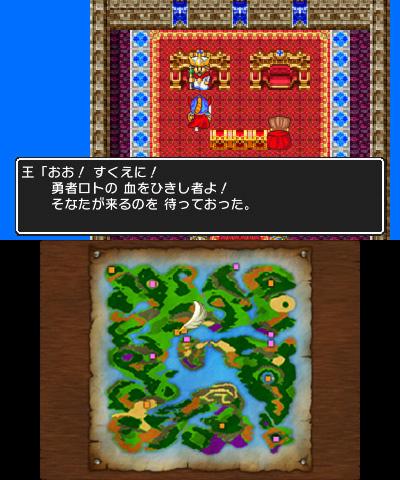 王「おお！ すくえに！
勇者ロトの 血をひきし者よ！
そなたが来るのを 待っておった。